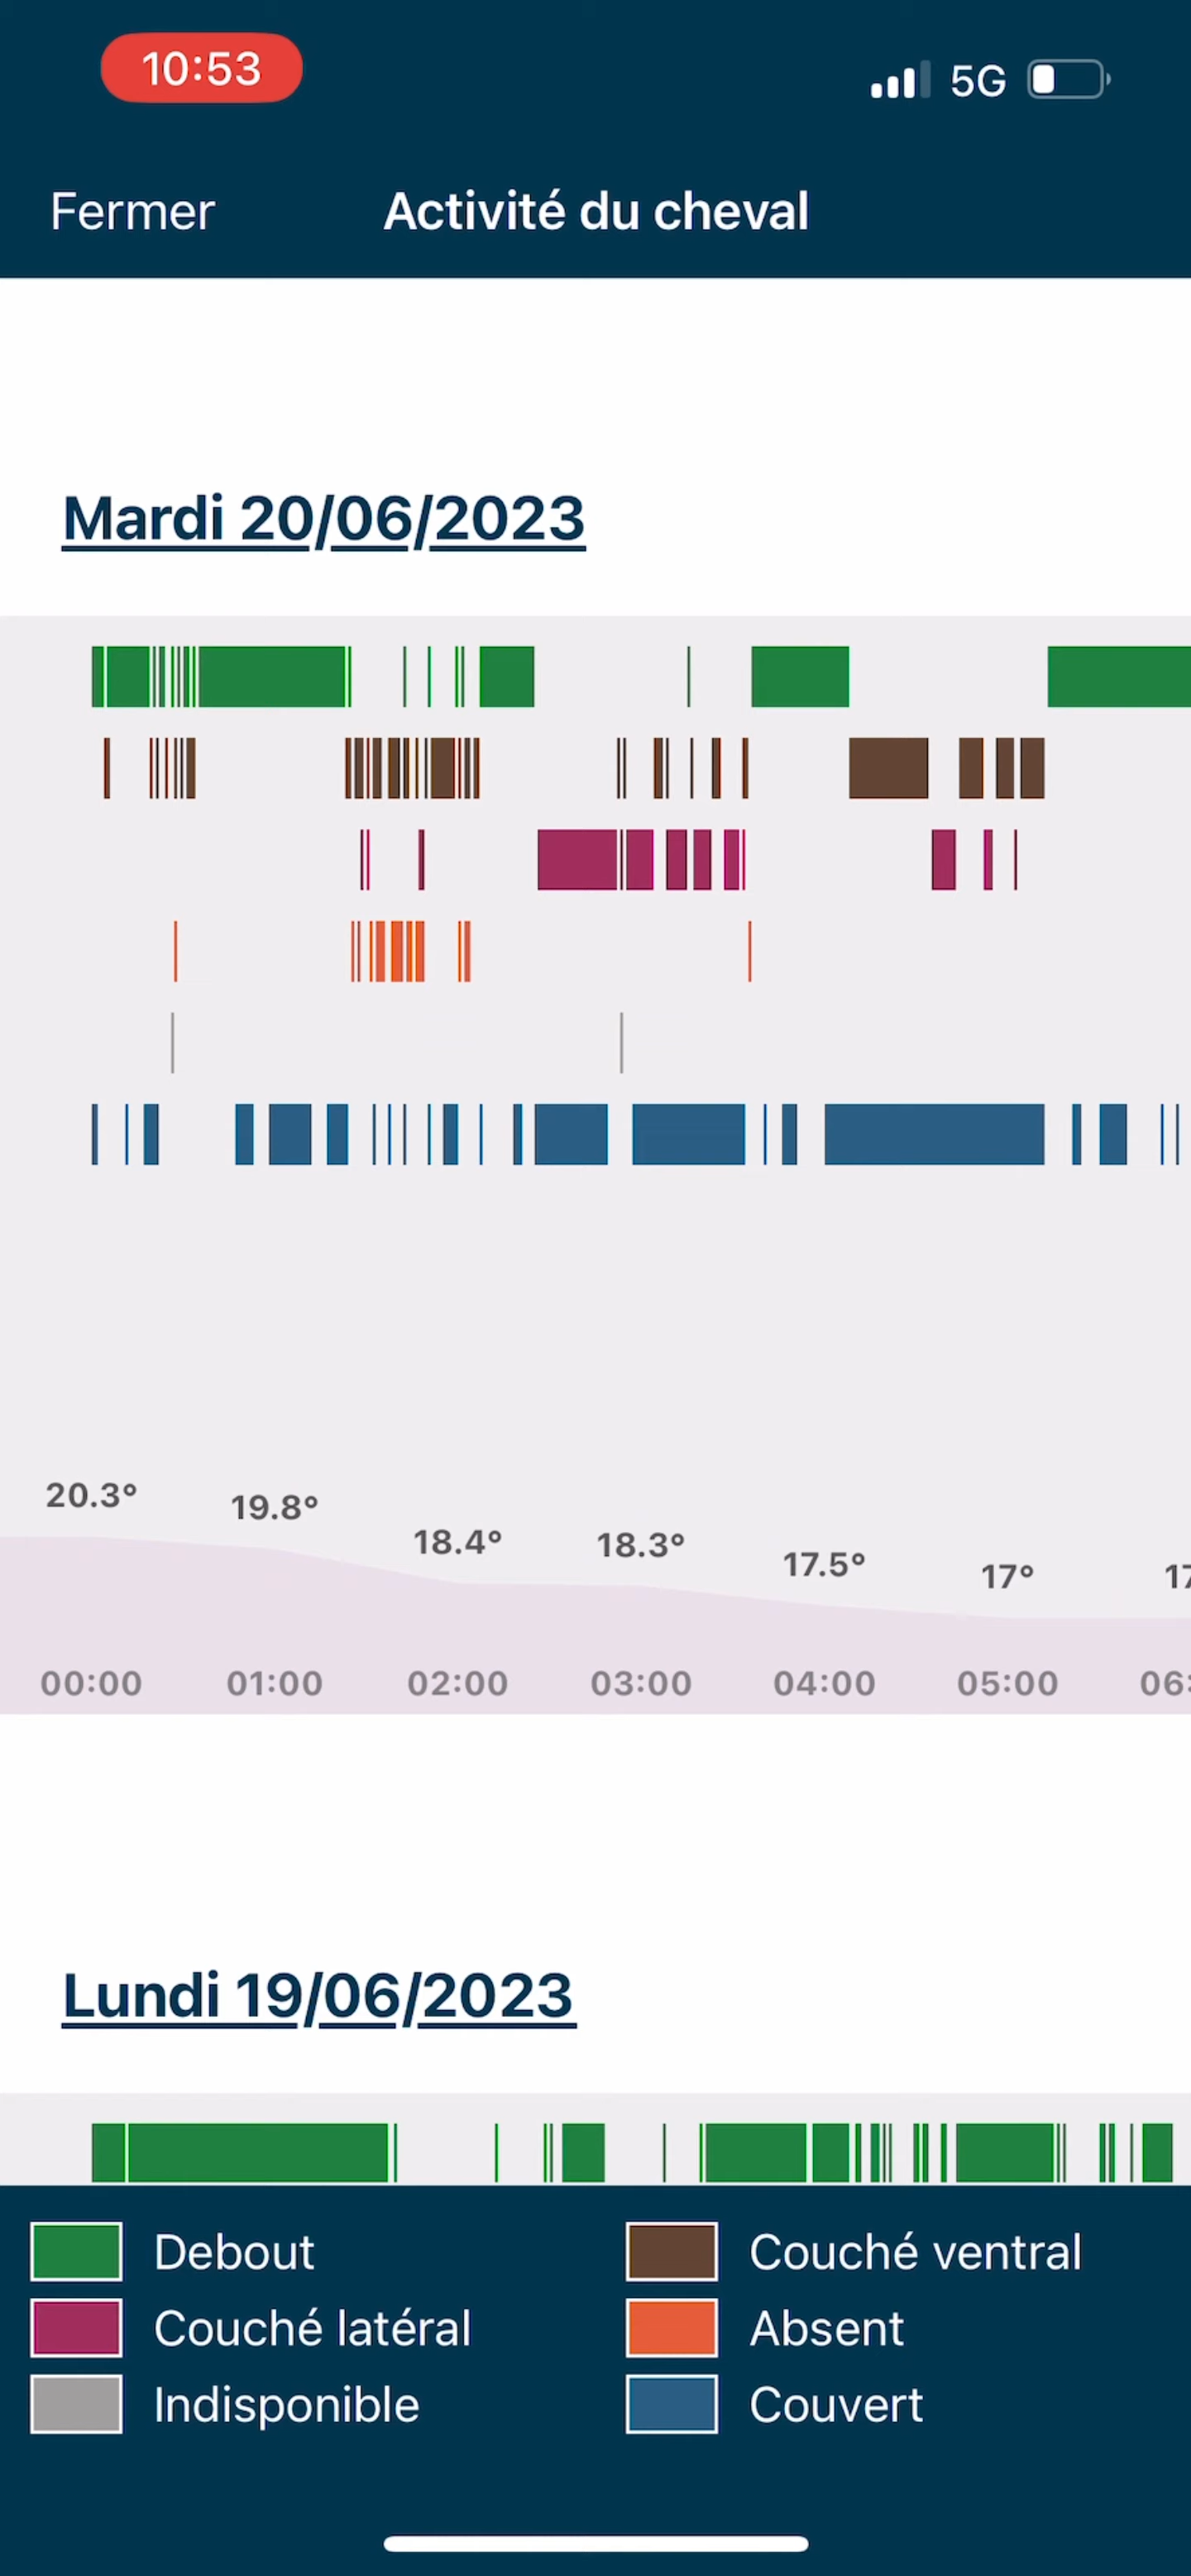 10:53 5G
Fermer Activité du cheval
Mardi 20/06/2023
20.3° 19.8° 18.4° 18.3° 17.5° 17° 17
00:00 01:00 02:00 03:00 04:00 05:00 06:
Lundi 19/06/2023
Debout Couché ventral
Couché latéral Absent
Indisponible Couvert